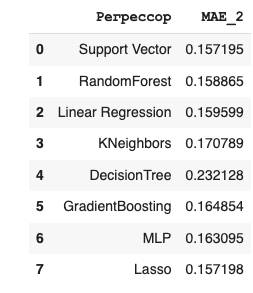 Perpeccop MAE_2
0 Support Vector 0.157195
1 RandomForest 0.158865
2 Linear Regression 0.159599
3 KNeighbors 0.170789
4 DecisionTree 0.232128
5 GradientBoosting 0.164854
6 MLP 0.163095
7 Lasso 0.157198